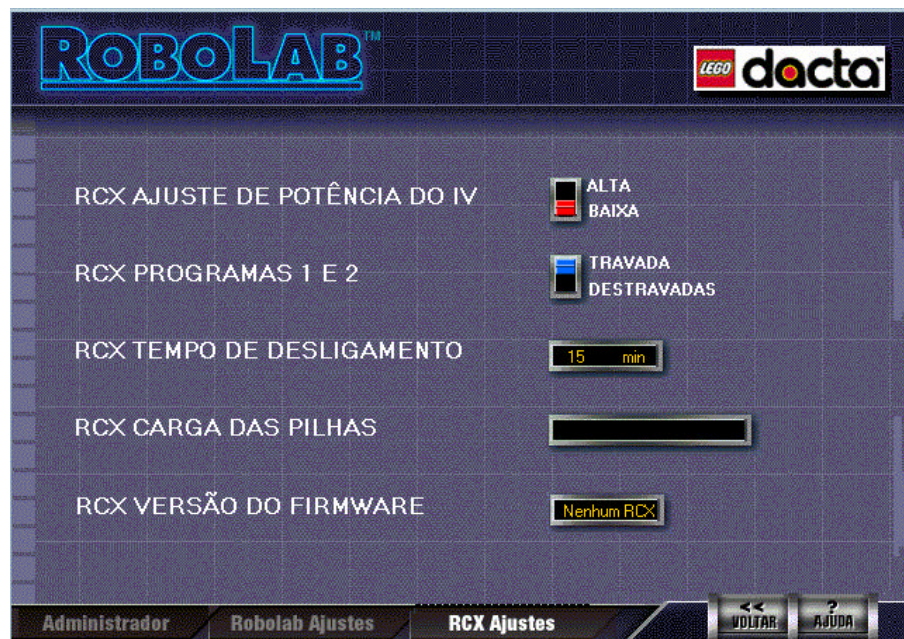 ROBOLAB™
LEGO dacta
RCX AJUSTE DE POTÊNCIA DO IV
ALTA
BAIXA
RCX PROGRAMAS 1 E 2
TRAVADA
DESTRAVADAS
RCX TEMPO DE DESLIGAMENTO
15 min
RCX CARGA DAS PILHAS
RCX VERSÃO DO FIRMWARE
Nenhum RCX
Administrador
Robolab Ajustes
RCX Ajustes
<< VOLTAR
? AJUDA